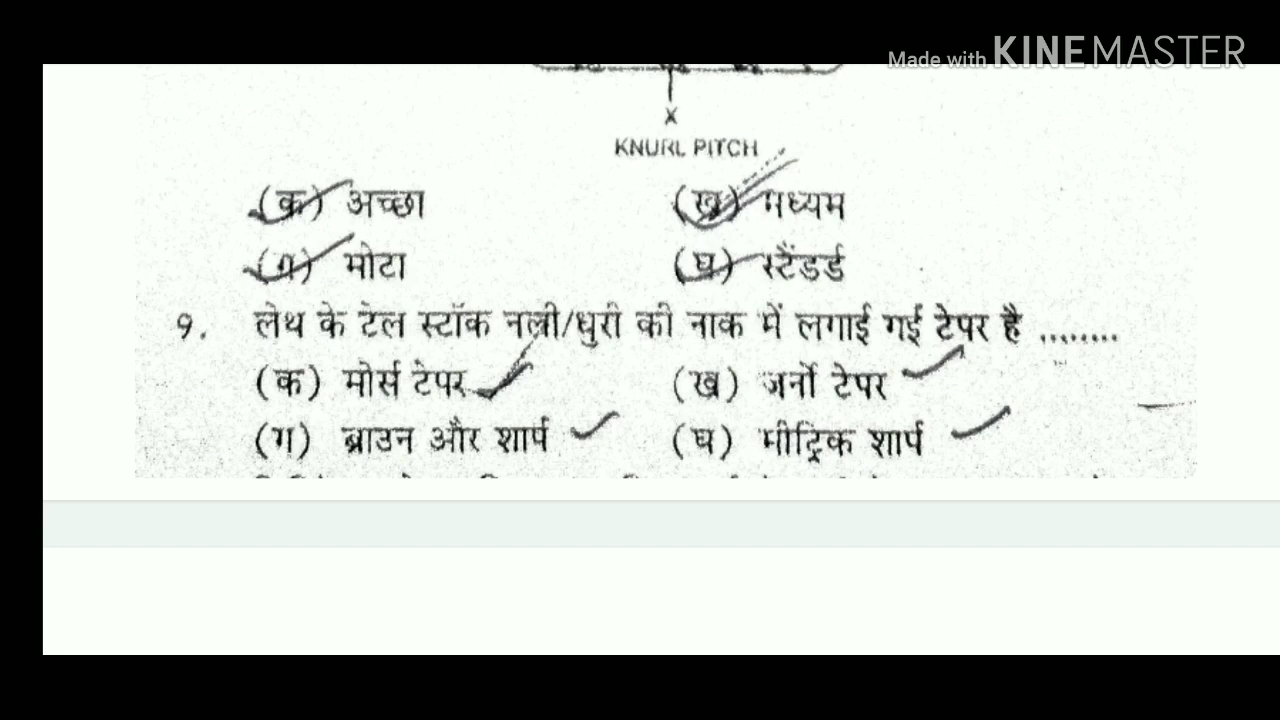 Made with KINEMASTER
X
KNURL PITCH
(क) अच्छा (ख) मध्यम
(ग) मोटा (घ) स्टैंडर्ड
9. लेथ के टेल स्टॉक नली/धुरी की नाक में लगाई गई टेपर है ........
(क) मोर्स टेपर (ख) जर्नो टेपर
(ग) ब्राउन और शार्प (घ) मीट्रिक शार्प